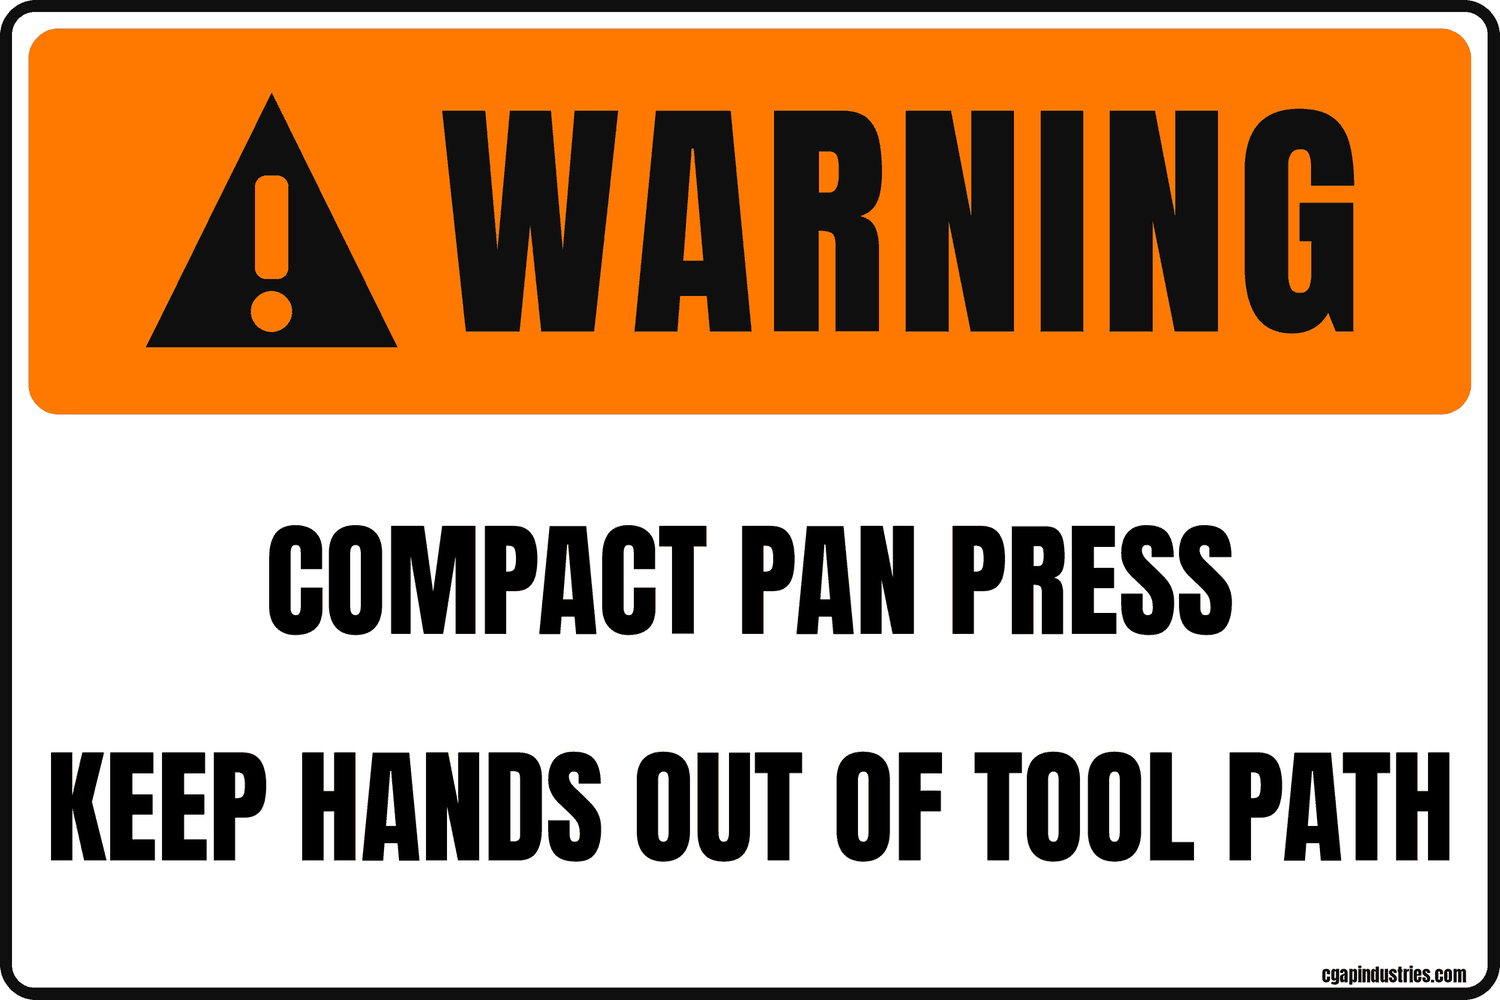 WARNING
COMPACT PAN PRESS
KEEP HANDS OUT OF TOOL PATH
cgapindustries.com